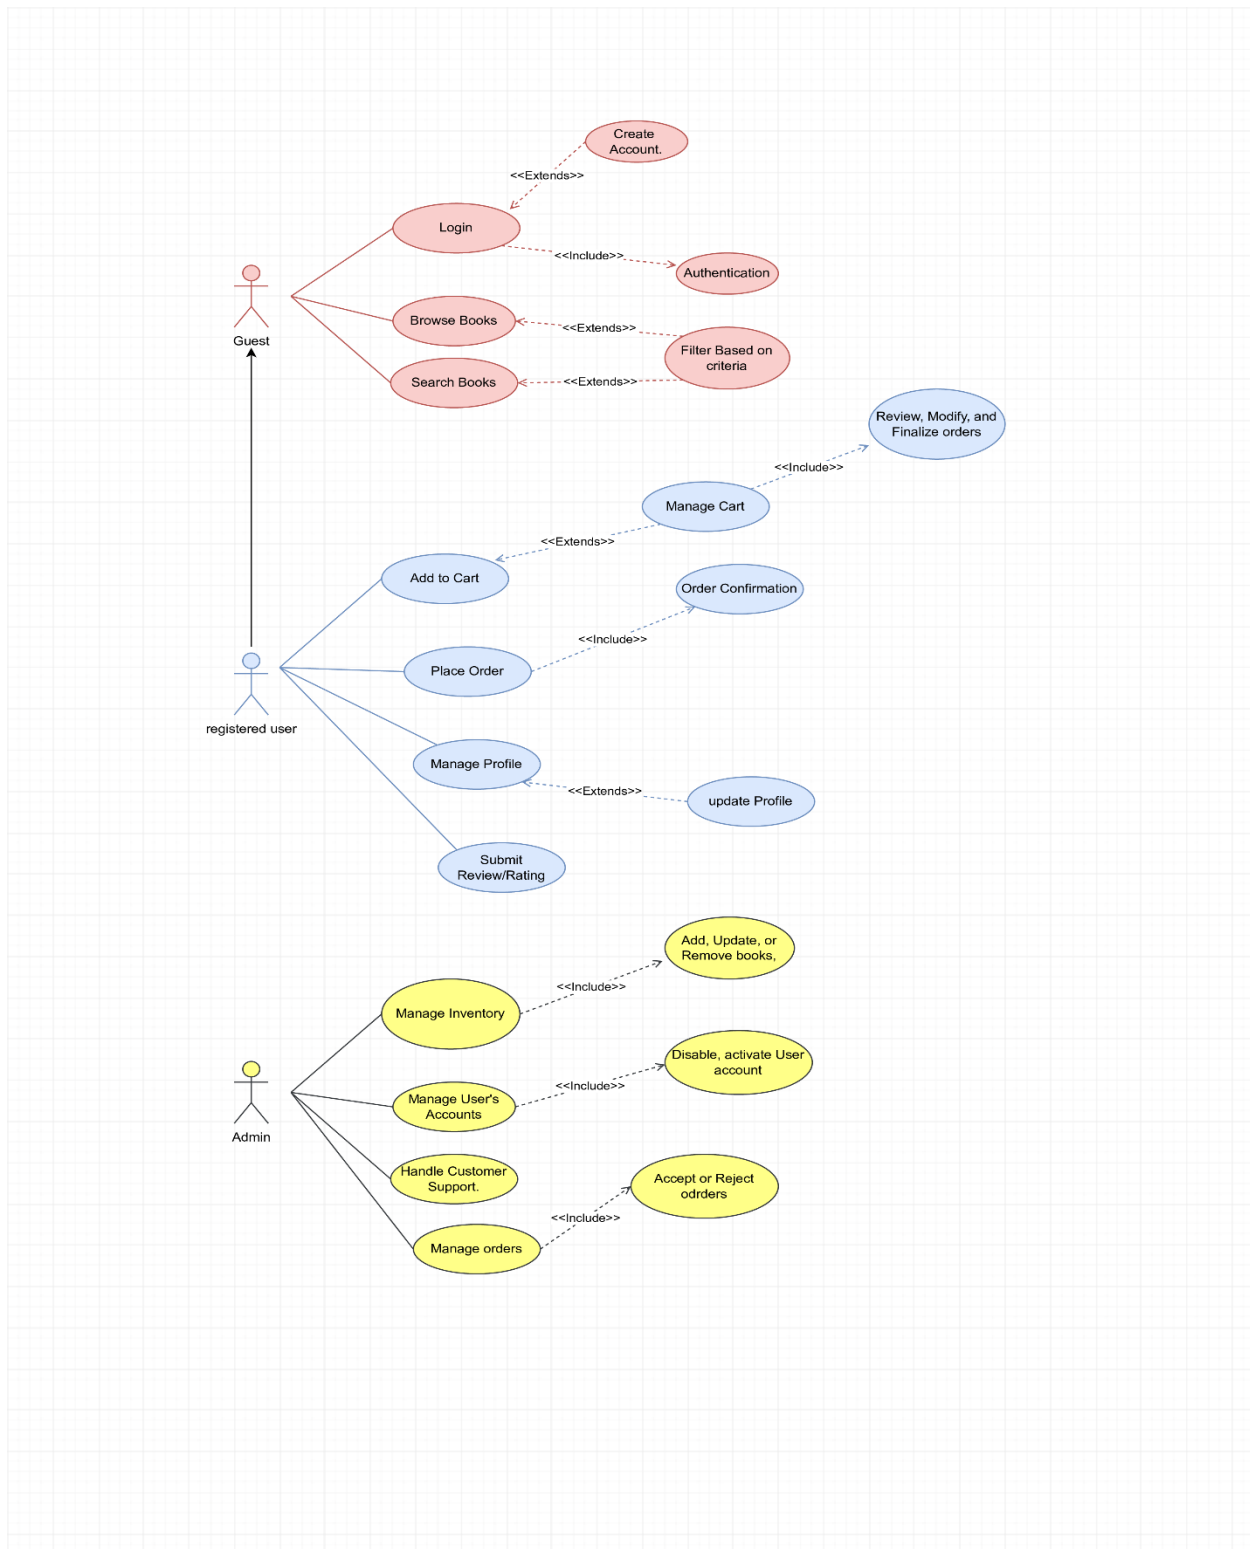 Create
Account.
<<Extends>>
Login
<<Include>>
Authentication
Guest
Browse Books
<<Extends>>
Filter Based on
criteria
Search Books
<<Extends>>
Review, Modify, and
Finalize orders
<<Include>>
Manage Cart
<<Extends>>
Add to Cart
Order Confirmation
<<Include>>
Place Order
registered user
Manage Profile
<<Extends>>
update Profile
Submit
Review/Rating
Add, Update, or
Remove books,
<<Include>>
Manage Inventory
Disable, activate User
account
<<Include>>
Manage User's
Accounts
Admin
Handle Customer
Support.
Accept or Reject
odrders
<<Include>>
Manage orders